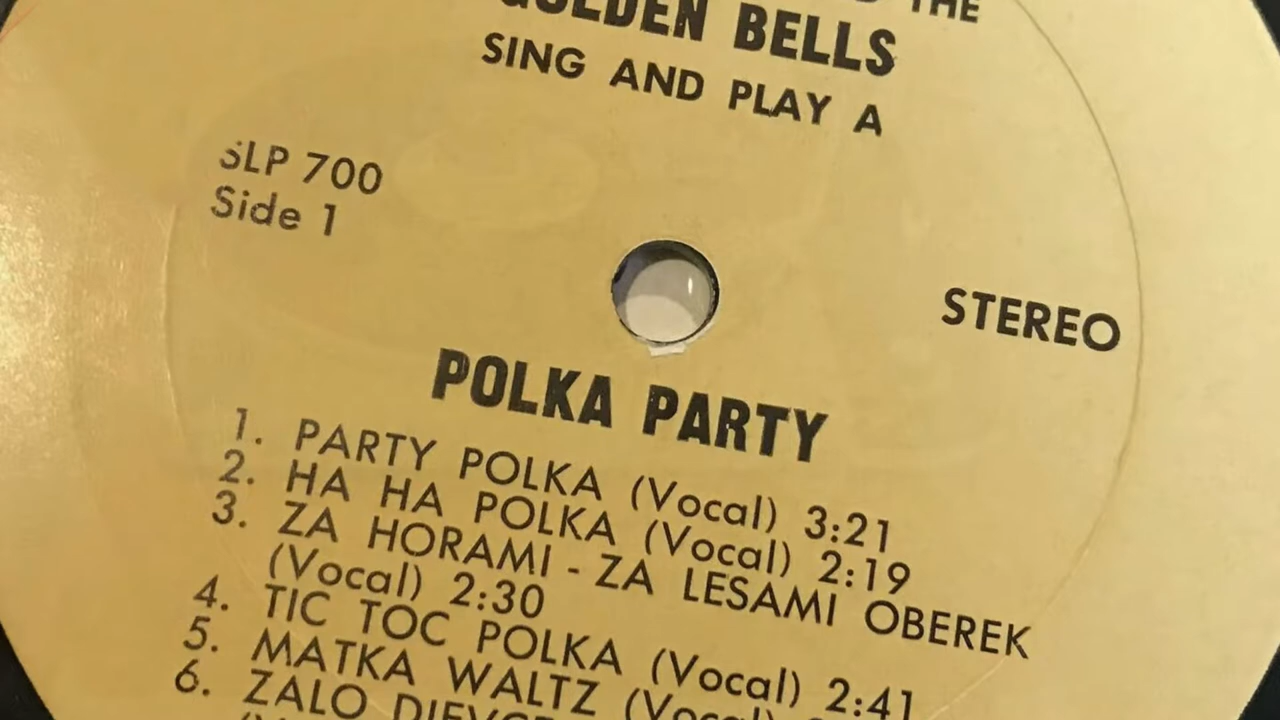 THE
GOLDEN BELLS
SING AND PLAY A
SLP 700
Side 1
STEREO
POLKA PARTY
1. PARTY POLKA (Vocal) 3:21
2. HA HA POLKA (Vocal) 2:19
3. ZA HORAMI - ZA LESAMI OBEREK
(Vocal) 2:30
4. TIC TOC POLKA (Vocal) 2:41
5. MATKA WALTZ (Vocal)
6. ZALO